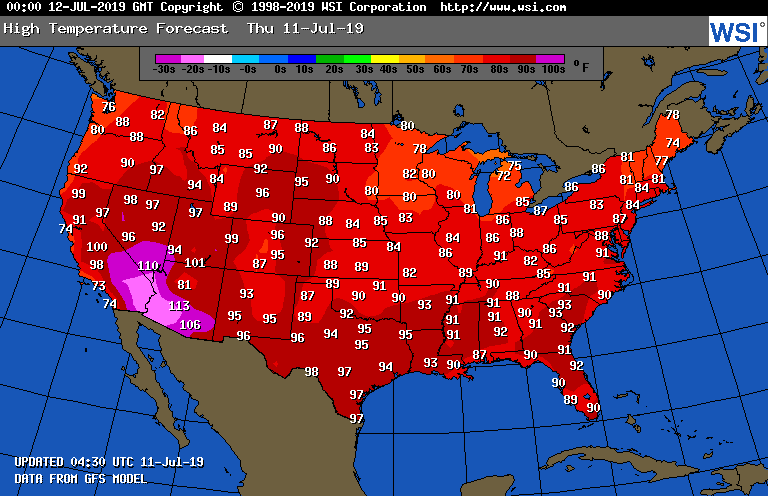 00:00 12-JUL-2019 GMT Copyright © 1998-2019 WSI Corporation http://www.wsi.com
High Temperature Forecast Thu 11-Jul-19
WSI
-30s -20s -10s -0s 0s 10s 20s 30s 40s 50s 60s 70s 80s 90s 100s °F
76 82 87 88 84 80 78
80 88 88 86 84 83 78 74
85 85 90 86 81 77
92 90 97 92 82 80 75 72 86 81 81
94 84 95 90 86 84
99 98 97 96 80 80 80 85 83 84
97 97 89 81 87
91 90 88 84 85 83 86 85 87
74 96 92 99 96 92 85 84 84 86 88 88
100 94 95 86 91 86 91
98 110 101 87 88 89 82 89 82
73 81 89 90 85 91
74 113 93 87 90 91 90 93 91 91 88 91 93 90
106 95 95 89 92 91 91 90 93 91 92
96 96 94 95 95 95 91 92 91
98 97 94 93 90 87 90 92
97 90 89 90
97
UPDATED 04:30 UTC 11-Jul-19
DATA FROM GFS MODEL